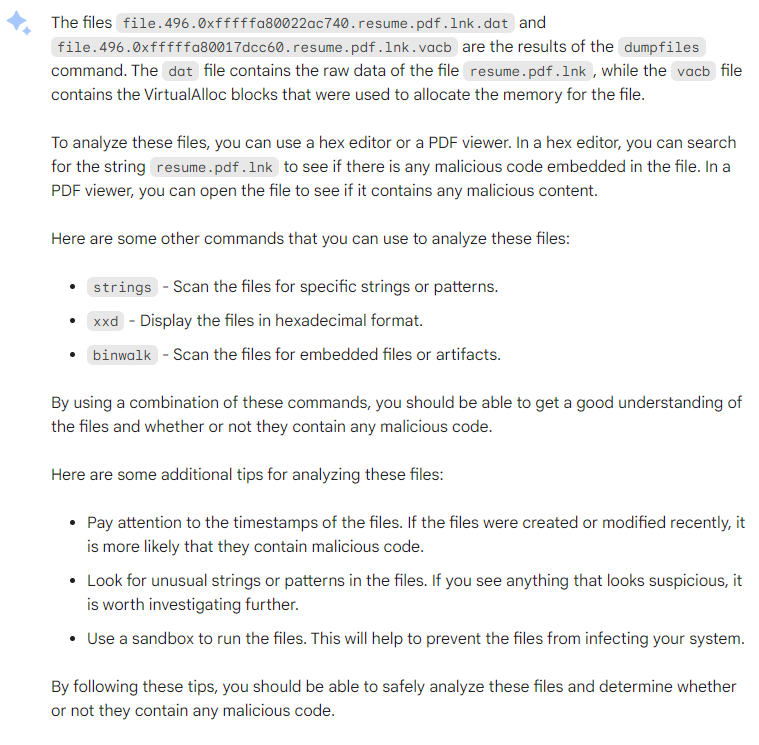 The files file.496.0xfffffa80022ac740.resume.pdf.lnk.dat and
file.496.0xfffffa80017dcc60.resume.pdf.lnk.vacb are the results of the dumpfiles
command. The dat file contains the raw data of the file resume.pdf.lnk, while the vacb file
contains the VirtualAlloc blocks that were used to allocate the memory for the file.
To analyze these files, you can use a hex editor or a PDF viewer. In a hex editor, you can search
for the string resume.pdf.lnk to see if there is any malicious code embedded in the file. In a
PDF viewer, you can open the file to see if it contains any malicious content.
Here are some other commands that you can use to analyze these files:
• strings - Scan the files for specific strings or patterns.
• xxd - Display the files in hexadecimal format.
• binwalk - Scan the files for embedded files or artifacts.
By using a combination of these commands, you should be able to get a good understanding of
the files and whether or not they contain any malicious code.
Here are some additional tips for analyzing these files:
• Pay attention to the timestamps of the files. If the files were created or modified recently, it
is more likely that they contain malicious code.
• Look for unusual strings or patterns in the files. If you see anything that looks suspicious, it
is worth investigating further.
• Use a sandbox to run the files. This will help to prevent the files from infecting your system.
By following these tips, you should be able to safely analyze these files and determine whether
or not they contain any malicious code.